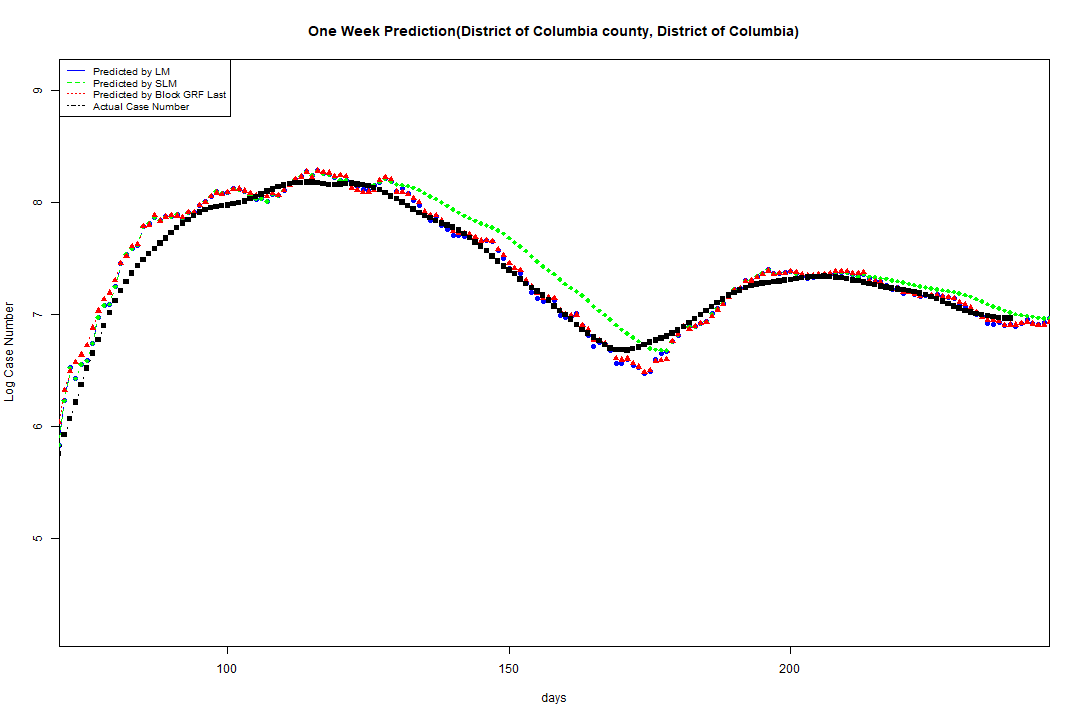 One Week Prediction(District of Columbia county, District of Columbia)
Predicted by LM
Predicted by SLM
Predicted by Block GRF Last
Actual Case Number
Log Case Number
9
8
7
6
5
100 150 200
days